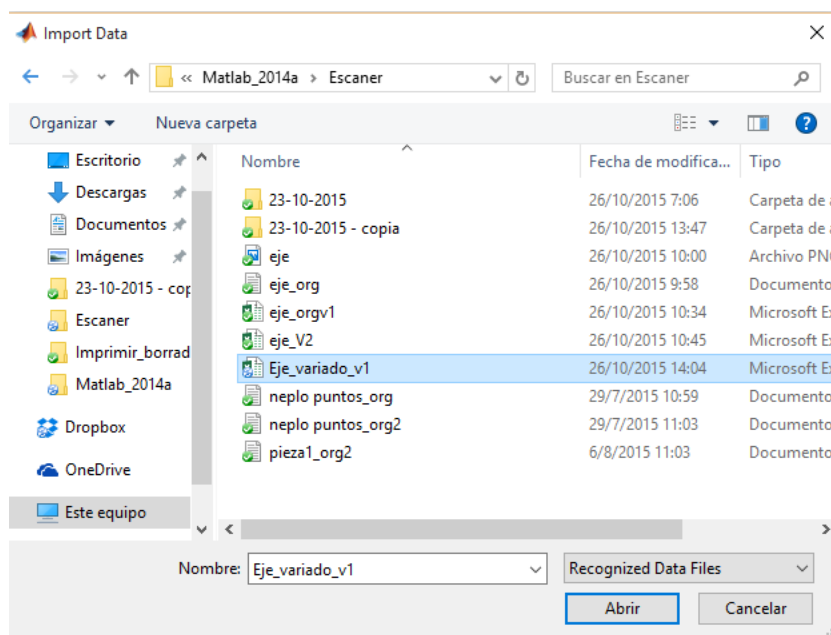 Import Data
« Matlab_2014a > Escaner
Buscar en Escaner
Organizar
Nueva carpeta
Escritorio
Descargas
Documentos
Imágenes
23-10-2015 - cop
Escaner
Imprimir_borrad
Matlab_2014a
Dropbox
OneDrive
Este equipo
Nombre Fecha de modifica... Tipo
23-10-2015 26/10/2015 7:06 Carpeta de a
23-10-2015 - copia 26/10/2015 13:47 Carpeta de a
eje 26/10/2015 10:00 Archivo PNG
eje_org 26/10/2015 9:58 Documento
eje_orgv1 26/10/2015 10:34 Microsoft E
eje_V2 26/10/2015 10:45 Microsoft E
Eje_variado_v1 26/10/2015 14:04 Microsoft E
neplo puntos_org 29/7/2015 10:59 Documento
neplo puntos_org2 29/7/2015 11:03 Documento
pieza1_org2 6/8/2015 11:03 Documento
Nombre: Eje_variado_v1 Recognized Data Files
Abrir Cancelar